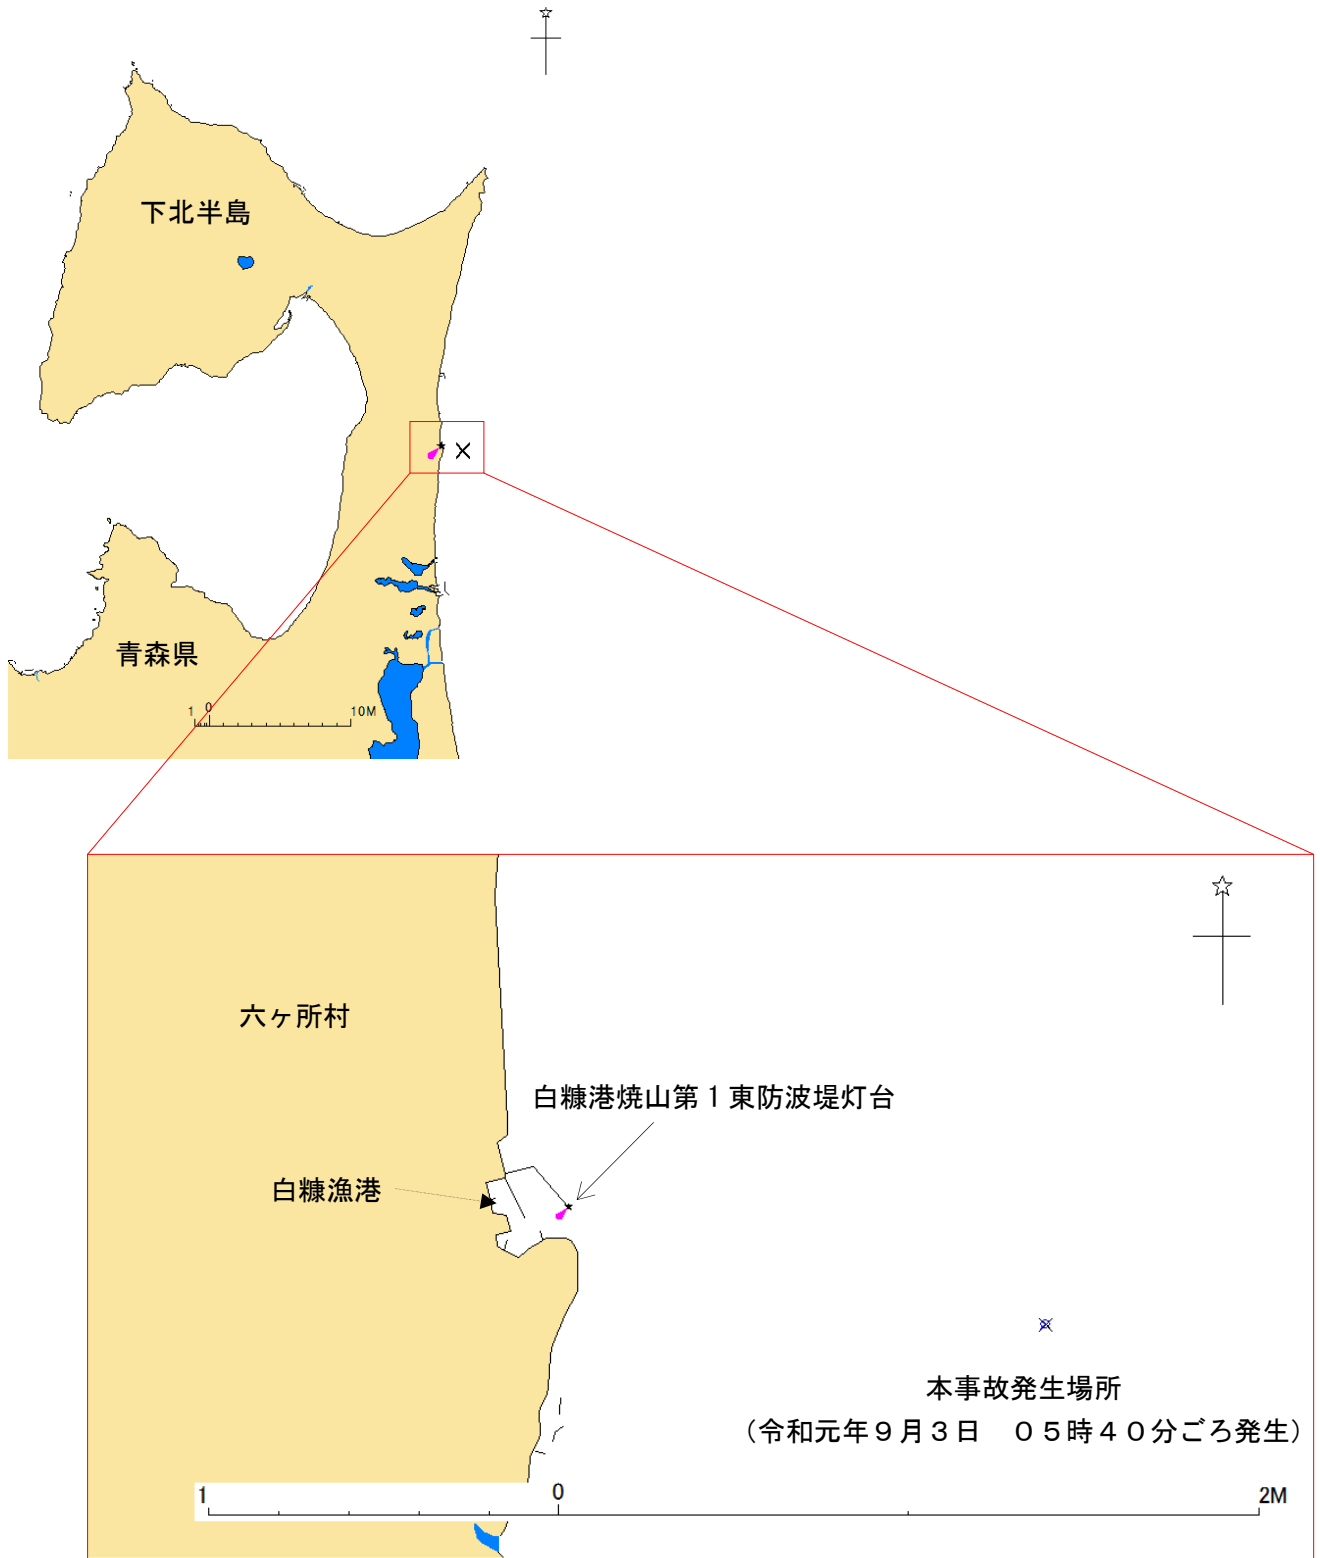 下北半島
青森県
1 0 10M
六ヶ所村
白糠港焼山第１東防波堤灯台
白糠漁港
本事故発生場所
（令和元年９月３日　０５時４０分ごろ発生）
1 0 2M